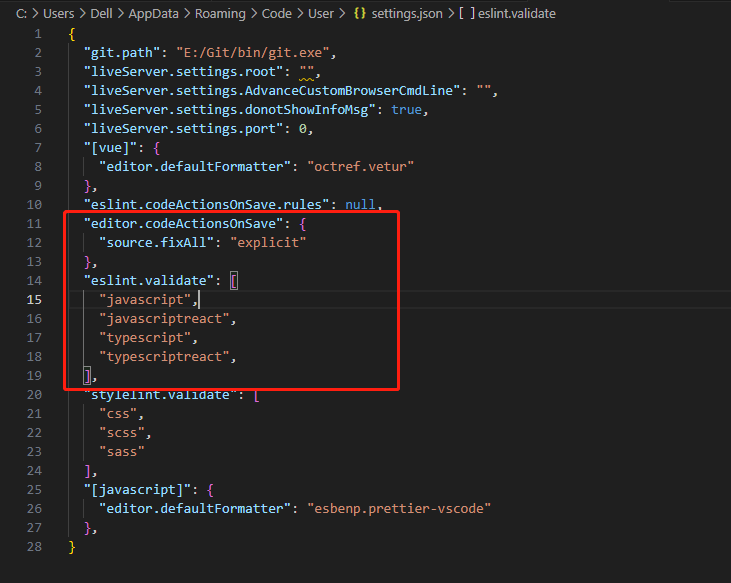 C: > Users > Dell > AppData > Roaming > Code > User > {} settings.json > [ ] eslint.validate
1 {
2 "git.path": "E:/Git/bin/git.exe",
3 "liveServer.settings.root": "",
4 "liveServer.settings.AdvanceCustomBrowserCmdLine": "",
5 "liveServer.settings.donotShowInfoMsg": true,
6 "liveServer.settings.port": 0,
7 "[vue]": {
8 "editor.defaultFormatter": "octref.vetur"
9 },
10 "eslint.codeActionsOnSave.rules": null,
11 "editor.codeActionsOnSave": {
12 "source.fixAll": "explicit"
13 },
14 "eslint.validate": [
15 "javascript",
16 "javascriptreact",
17 "typescript",
18 "typescriptreact",
19 ],
20 "stylelint.validate": [
21 "css",
22 "scss",
23 "sass"
24 ],
25 "[javascript]": {
26 "editor.defaultFormatter": "esbenp.prettier-vscode"
27 },
28 }